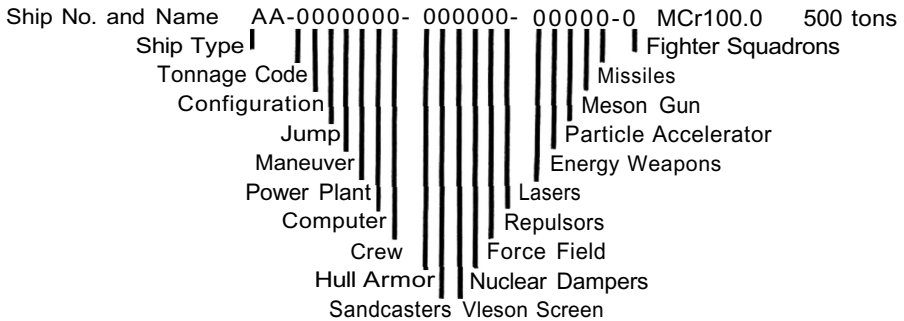 Ship No. and Name AA-0000000- 000000- 00000-0 MCr100.0 500 tons
Ship Type Fighter Squadrons
Tonnage Code Missiles
Configuration Meson Gun
Jump Particle Accelerator
Maneuver Energy Weapons
Power Plant Lasers
Computer Repulsors
Crew Force Field
Hull Armor Nuclear Dampers
Sandcasters Vleson Screen